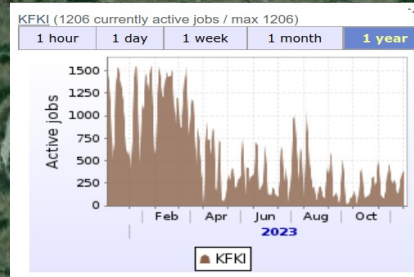 KFKI (1206 currently active jobs / max 1206)
1 hour 1 day 1 week 1 month 1 year
Active jobs
1500
1250
1000
750
500
250
0
Feb Apr Jun Aug Oct
2023
KFKI